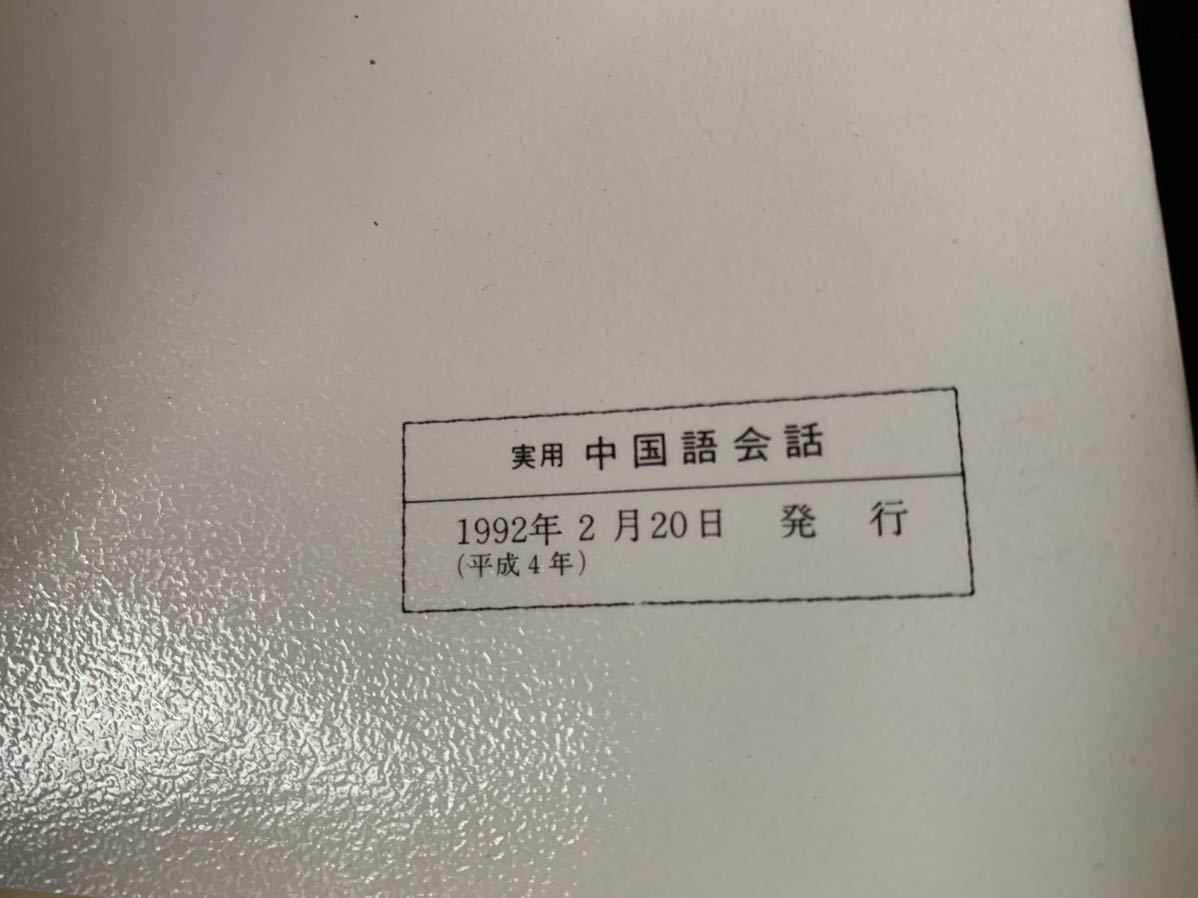 実用 中国語会話
1992年 2 月20日 発 行
(平成4年)